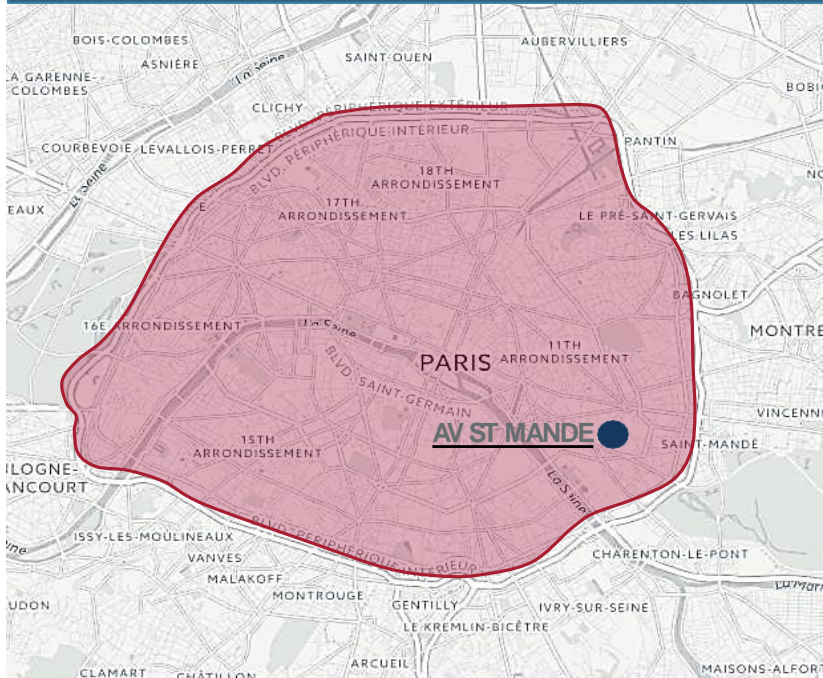 BOIS-COLOMBES
ASNIÈRE
La Seine
SAINT-OUEN
AUBERVILLIERS
LA GARENNE-
COLOMBES
BOBIG
CLICHY
BLVD. PÉRIPHÉRIQUE EXTÉRIEUR
BLVD. PÉRIPHÉRIQUE INTÉRIEUR
COURBEVOIE
LEVALLOIS-PERRET
PANTIN
NO
La Seine
18TH
ARRONDISSEMENT
17TH
ARRONDISSEMENT
EAUX
E
LE PRÉ-SAINT-GERVAIS
LES LILAS
BAGNOLET
16E ARRONDISSEMENT
La Seine
MONTRE
11TH
ARRONDISSEMENT
PARIS
BLVD. SAINT-GERMAIN
VINCENN
AV ST MANDE
15TH
ARRONDISSEMENT
SAINT-MANDÉ
ULOGNE-
ANCOURT
La Seine
ine
ISSY-LES-MOULINEAUX
BLVD. PÉRIPHÉRIQUE INTÉRIEUR
VANVES
CHARENTON-LE-PONT
MALAKOFF
La Marn
MONTROUGE
UDON
GENTILLY
IVRY-SUR-SEINE
LE KREMLIN-BICÊTRE
ARCUEIL
CLAMART
CHÂTILLON
MAISONS-ALFORT